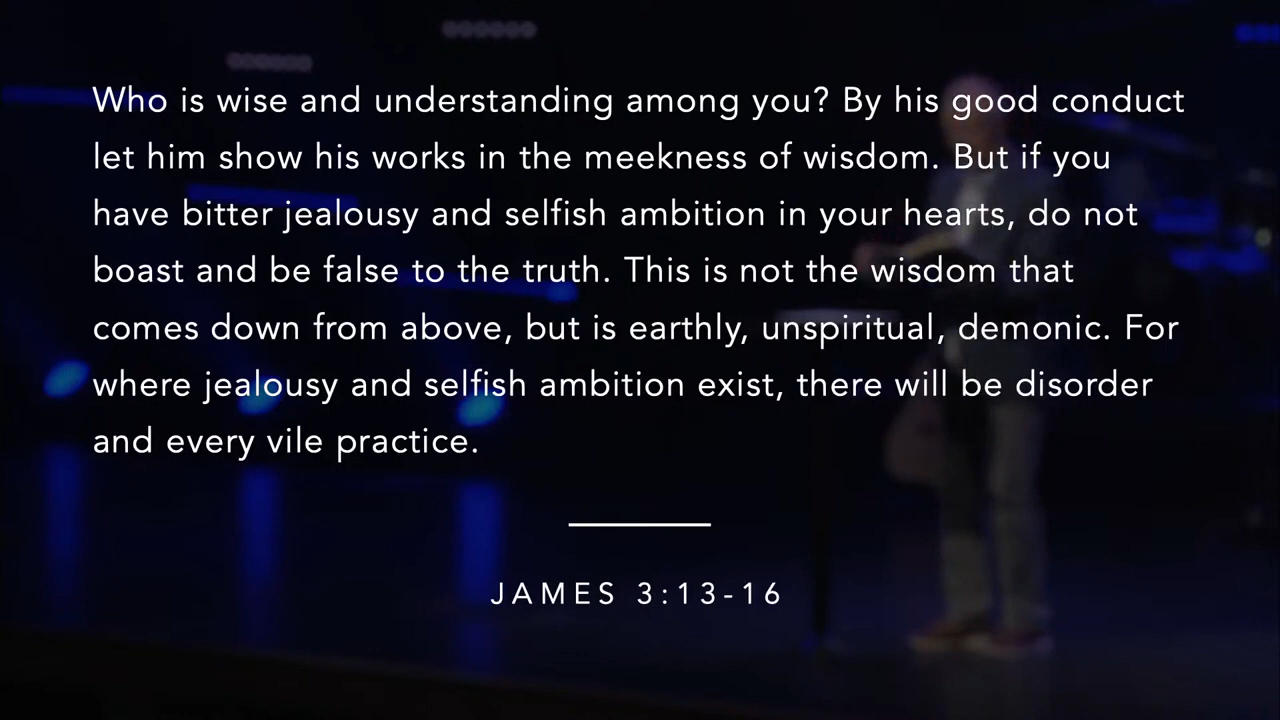 Who is wise and understanding among you? By his good conduct
let him show his works in the meekness of wisdom. But if you
have bitter jealousy and selfish ambition in your hearts, do not
boast and be false to the truth. This is not the wisdom that
comes down from above, but is earthly, unspiritual, demonic. For
where jealousy and selfish ambition exist, there will be disorder
and every vile practice.
JAMES 3:13-16